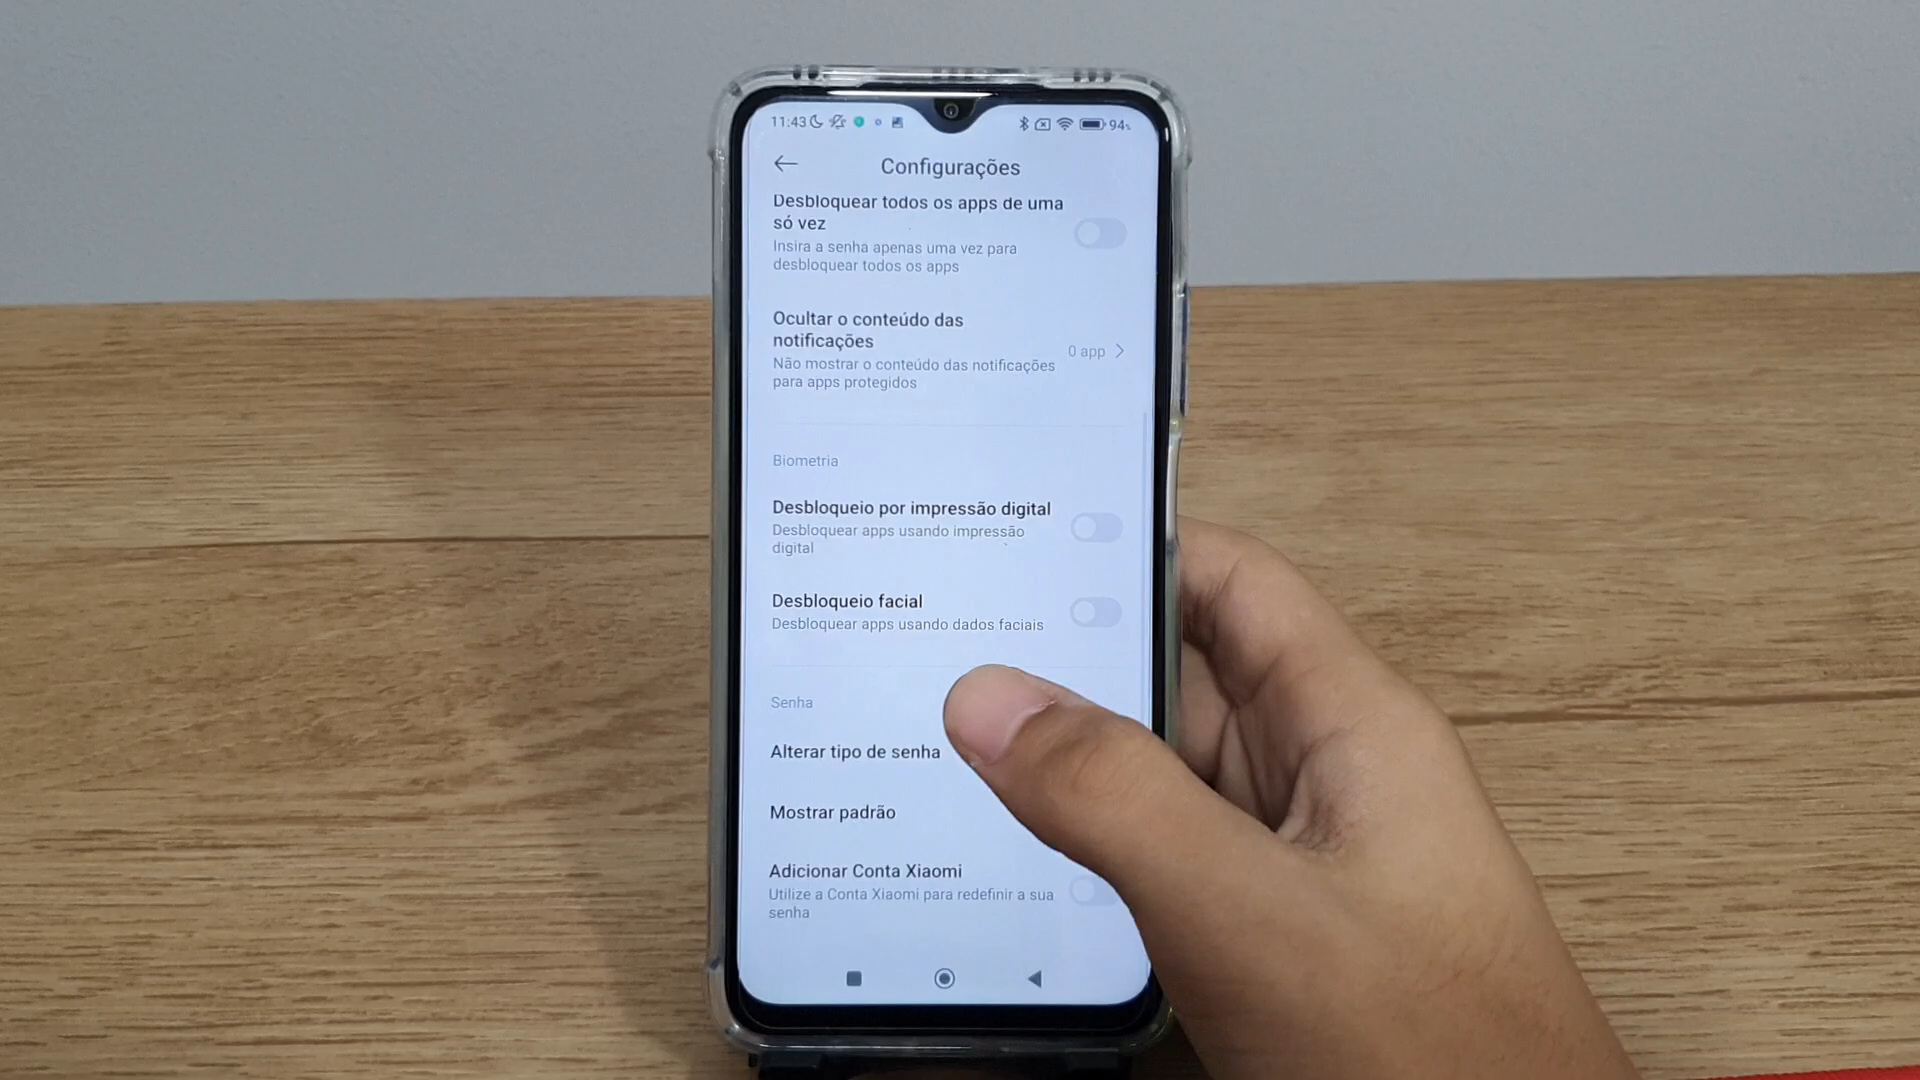 11:43
94%
Configurações
Desbloquear todos os apps de uma
só vez
Insira a senha apenas uma vez para
desbloquear todos os apps
Ocultar o conteúdo das
notificações
0 app
Não mostrar o conteúdo das notificações
para apps protegidos
Biometria
Desbloqueio por impressão digital
Desbloquear apps usando impressão
digital
Desbloqueio facial
Desbloquear apps usando dados faciais
Senha
Alterar tipo de senha
Mostrar padrão
Adicionar Conta Xiaomi
Utilize a Conta Xiaomi para redefinir a sua
senha